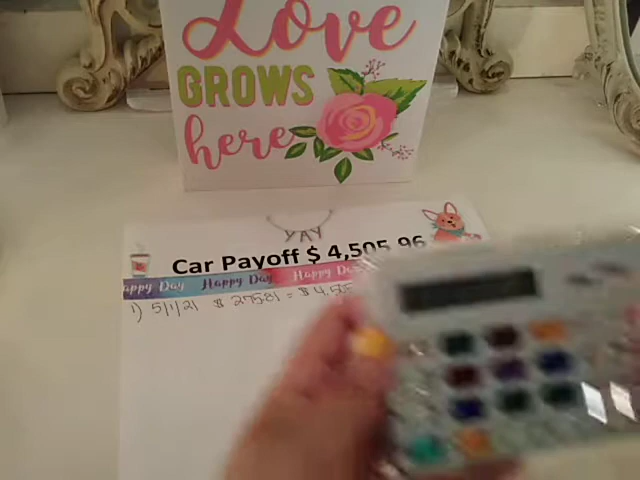 Love
GROWS
here
YAY
Car Payoff $ 4,505.96
Happy Day Happy Day Happy
1) 5/1/21 $ 275.81 = $